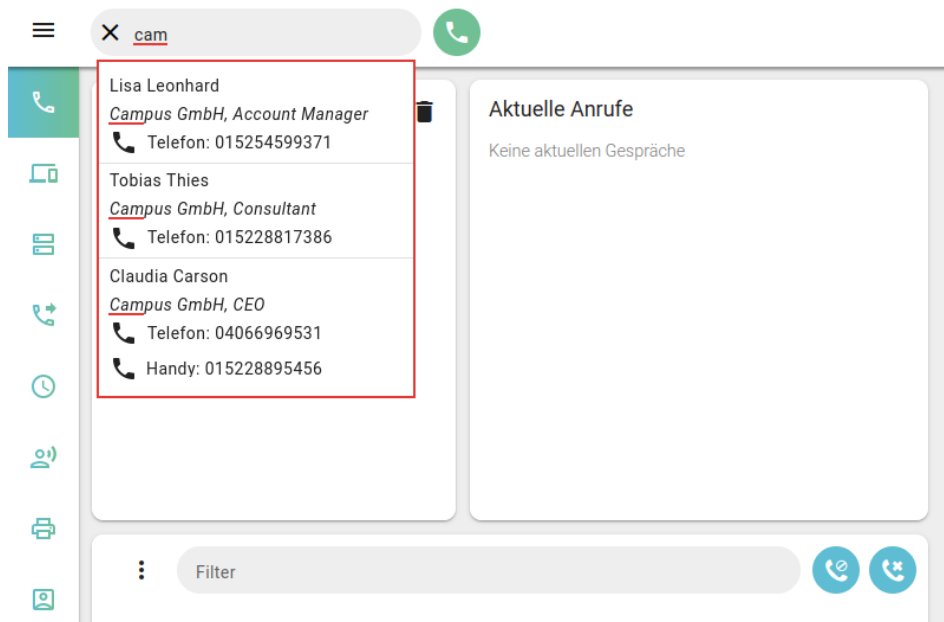 cam
Lisa Leonhard
Campus GmbH, Account Manager
Telefon: 015254599371
Tobias Thies
Campus GmbH, Consultant
Telefon: 015228817386
Claudia Carson
Campus GmbH, CEO
Telefon: 04066969531
Handy: 015228895456
Aktuelle Anrufe
Keine aktuellen Gespräche
Filter